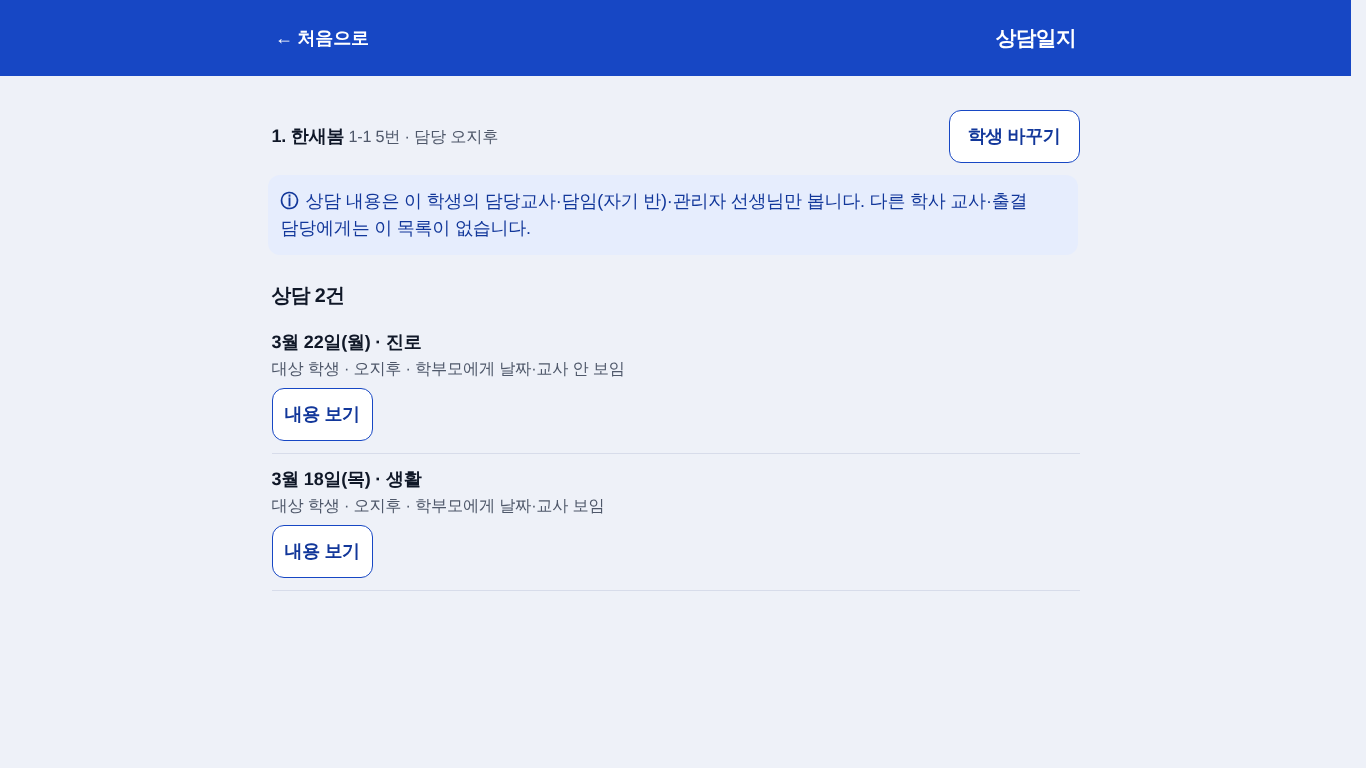 ← 처음으로
상담일지
1. 한새봄 1-1 5번 · 담당 오지후
학생 바꾸기
ⓘ 상담 내용은 이 학생의 담당교사·담임(자기 반)·관리자 선생님만 봅니다. 다른 학사 교사·출결
담당에게는 이 목록이 없습니다.
상담 2건
3월 22일(월) · 진로
대상 학생 · 오지후 · 학부모에게 날짜·교사 안 보임
내용 보기
3월 18일(목) · 생활
대상 학생 · 오지후 · 학부모에게 날짜·교사 보임
내용 보기